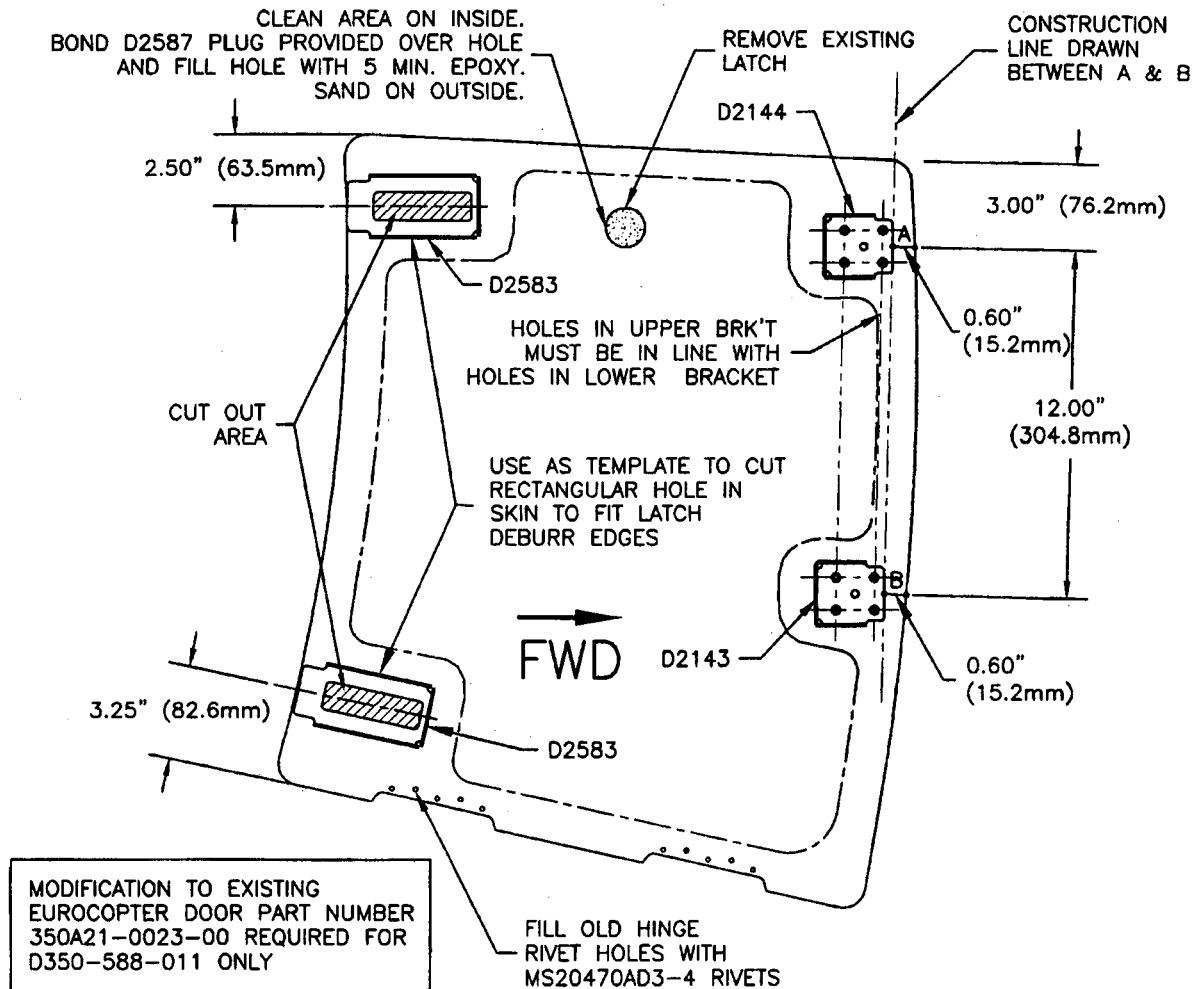 CLEAN AREA ON INSIDE.
BOND D2587 PLUG PROVIDED OVER HOLE
AND FILL HOLE WITH 5 MIN. EPOXY.
SAND ON OUTSIDE.
REMOVE EXISTING
LATCH
CONSTRUCTION
LINE DRAWN
BETWEEN A & B
D2144
2.50" (63.5mm)
3.00" (76.2mm)
A
D2583
0.60"
(15.2mm)
HOLES IN UPPER BRK'T
MUST BE IN LINE WITH
HOLES IN LOWER BRACKET
CUT OUT
AREA
12.00"
(304.8mm)
USE AS TEMPLATE TO CUT
RECTANGULAR HOLE IN
SKIN TO FIT LATCH
DEBURR EDGES
B
FWD
D2143
0.60"
(15.2mm)
3.25" (82.6mm)
D2583
MODIFICATION TO EXISTING
EUROCOPTER DOOR PART NUMBER
350A21-0023-00 REQUIRED FOR
D350-588-011 ONLY
FILL OLD HINGE
RIVET HOLES WITH
MS20470AD3-4 RIVETS